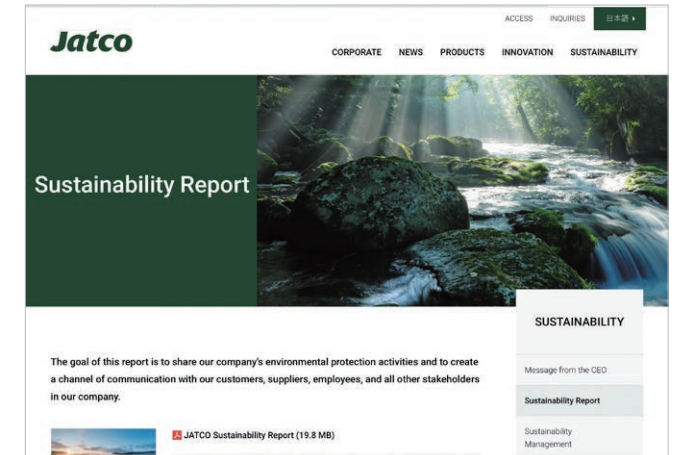 ACCESS INQUIRIES 日本語
Jatco
CORPORATE NEWS PRODUCTS INNOVATION SUSTAINABILITY
Sustainability Report
SUSTAINABILITY
The goal of this report is to share our company's environmental protection activities and to create
a channel of communication with our customers, suppliers, employees, and all other stakeholders
in our company.
Message from the CEO
Sustainability Report
Sustainability
Management
JATCO Sustainability Report (19.8 MB)